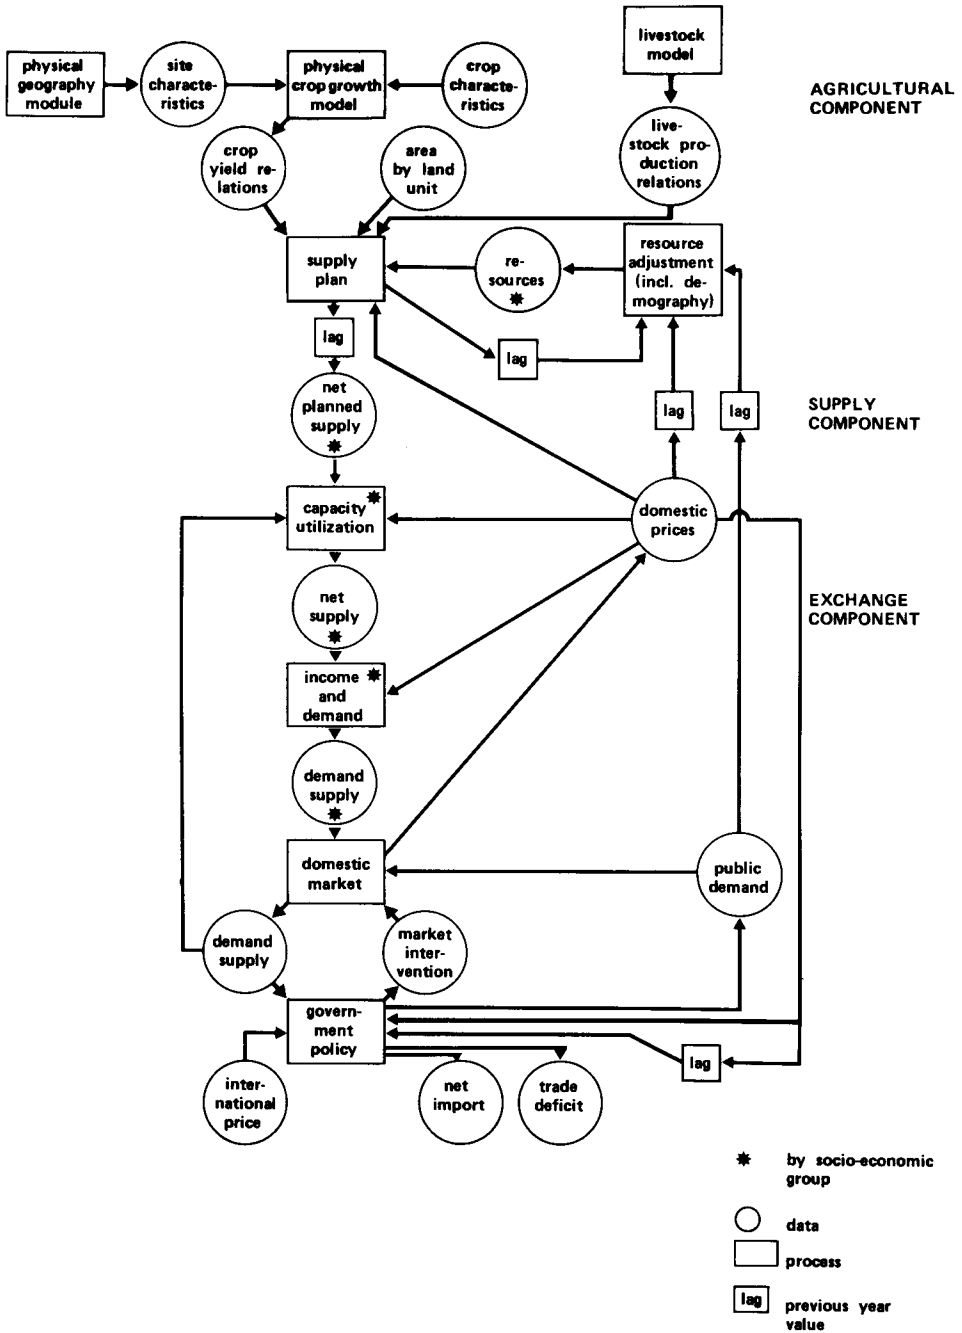 livestock
model
physical
geography
module
site
characte-
ristics
physical
crop growth
model
crop
characte-
ristics
AGRICULTURAL
COMPONENT
crop
yield re-
lations
area
by land
unit
live-
stock pro-
duction
relations
supply
plan
re-
sources
resource
adjustment
(incl. de-
mography)
lag
lag
net
planned
supply
lag
lag
SUPPLY
COMPONENT
capacity
utilization
domestic
prices
net
supply
EXCHANGE
COMPONENT
income
and
demand
demand
supply
domestic
market
public
demand
demand
supply
market
inter-
vention
govern-
ment
policy
lag
inter-
national
price
net
import
trade
deficit
by socio-economic
group
data
process
lag
previous year
value